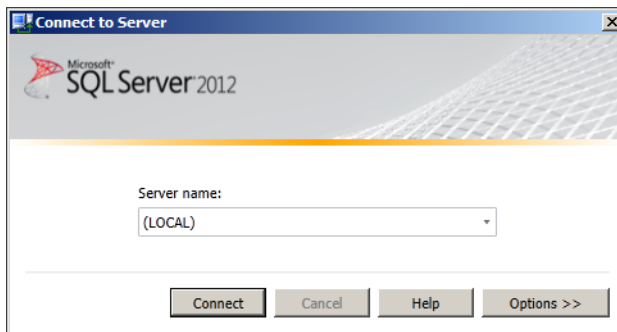 Connect to Server
Microsoft®
SQL Server® 2012
Server name:
(LOCAL)
Connect Cancel Help Options >>